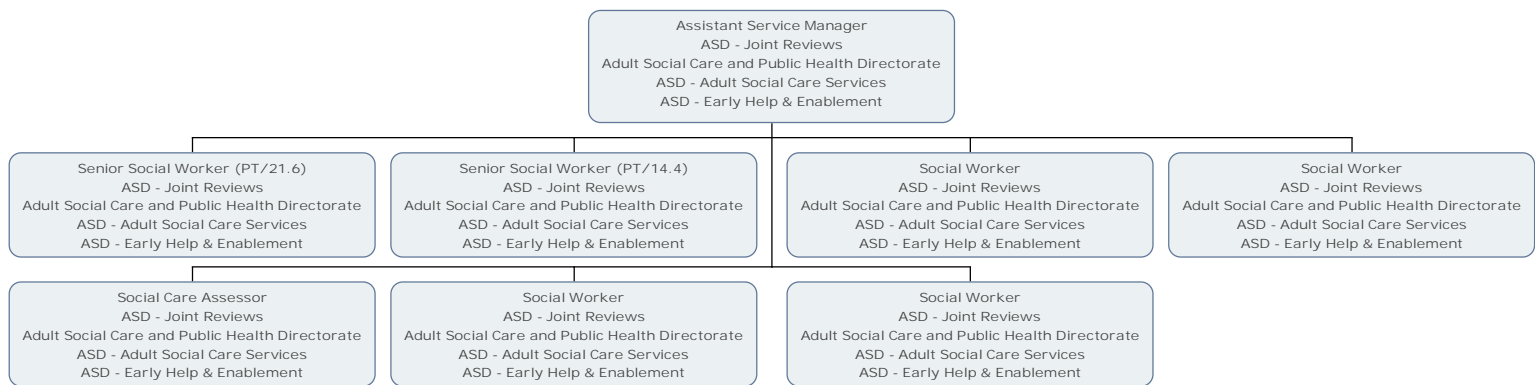 Assistant Service Manager
ASD - Joint Reviews
Adult Social Care and Public Health Directorate
ASD - Adult Social Care Services
ASD - Early Help & Enablement
Senior Social Worker (PT/21.6)
ASD - Joint Reviews
Adult Social Care and Public Health Directorate
ASD - Adult Social Care Services
ASD - Early Help & Enablement
Senior Social Worker (PT/14.4)
ASD - Joint Reviews
Adult Social Care and Public Health Directorate
ASD - Adult Social Care Services
ASD - Early Help & Enablement
Social Worker
ASD - Joint Reviews
Adult Social Care and Public Health Directorate
ASD - Adult Social Care Services
ASD - Early Help & Enablement
Social Worker
ASD - Joint Reviews
Adult Social Care and Public Health Directorate
ASD - Adult Social Care Services
ASD - Early Help & Enablement
Social Care Assessor
ASD - Joint Reviews
Adult Social Care and Public Health Directorate
ASD - Adult Social Care Services
ASD - Early Help & Enablement
Social Worker
ASD - Joint Reviews
Adult Social Care and Public Health Directorate
ASD - Adult Social Care Services
ASD - Early Help & Enablement
Social Worker
ASD - Joint Reviews
Adult Social Care and Public Health Directorate
ASD - Adult Social Care Services
ASD - Early Help & Enablement